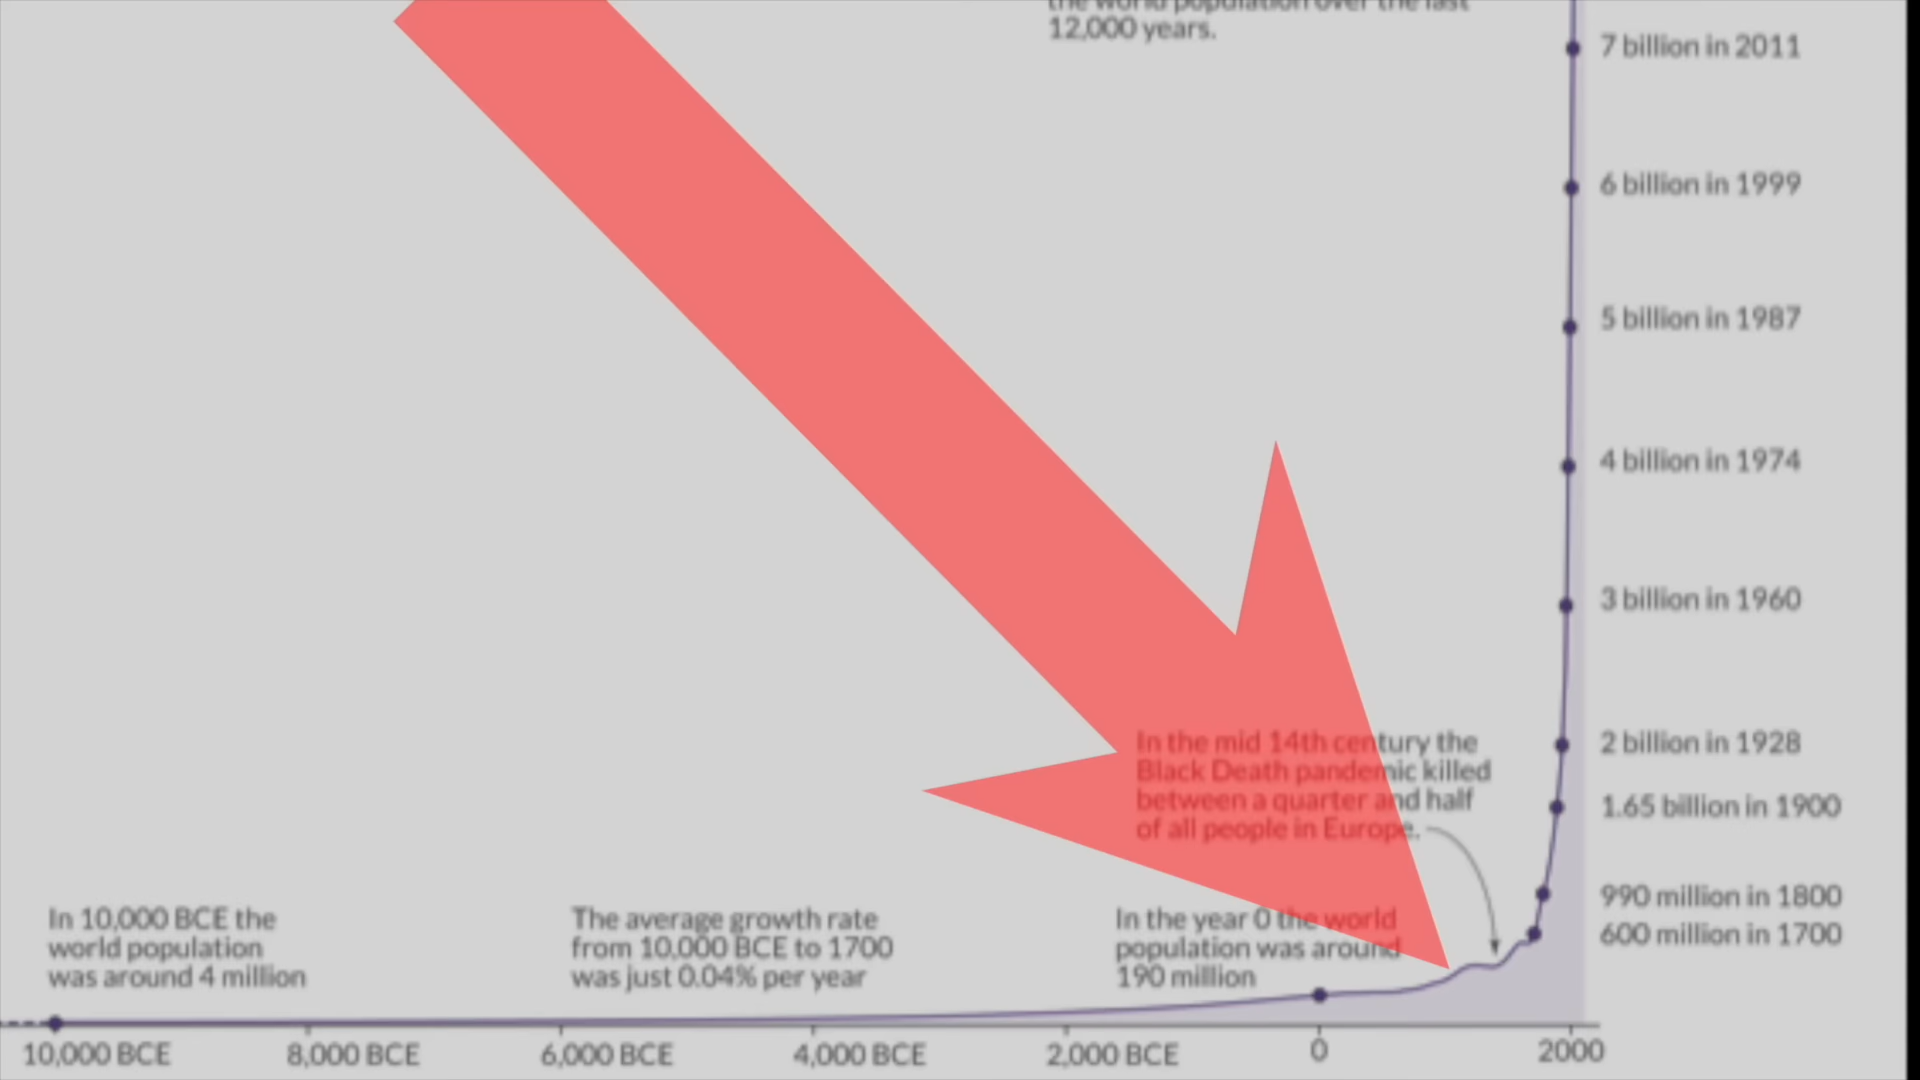 the world population over the last
12,000 years.
7 billion in 2011
6 billion in 1999
5 billion in 1987
4 billion in 1974
3 billion in 1960
In the mid 14th century the
Black Death pandemic killed
between a quarter and half
of all people in Europe.
2 billion in 1928
1.65 billion in 1900
990 million in 1800
600 million in 1700
In 10,000 BCE the
world population
was around 4 million
The average growth rate
from 10,000 BCE to 1700
was just 0.04% per year
In the year 0 the world
population was around
190 million
10,000 BCE
8,000 BCE
6,000 BCE
4,000 BCE
2,000 BCE
0
2000